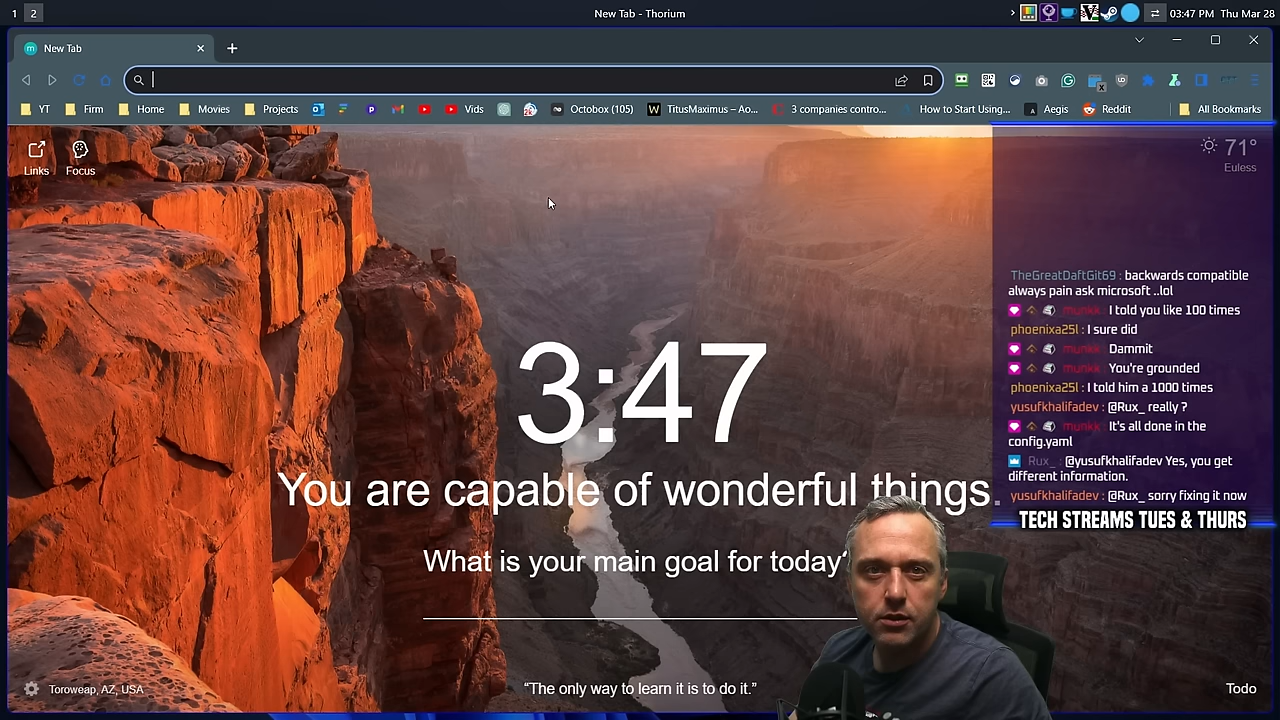 1 2 New Tab - Thorium 03:47 PM Thu Mar 28
New Tab
YT Firm Home Movies Projects Vids Octobox (105) TitusMaximus – Ao... 3 companies contro... How to Start Using... Aegis Reddit All Bookmarks
Links Focus
71°
Euless
TheGreatDaftGit69 : backwards compatible
always pain ask microsoft ..lol
munkk : I told you like 100 times
phoenixa25l : I sure did
munkk : Dammit
munkk : You're grounded
phoenixa25l : I told him a 1000 times
yusufkhalifadev : @Rux_ really ?
munkk : It's all done in the
config.yaml
Rux_ : @yusufkhalifadev Yes, you get
different information.
yusufkhalifadev : @Rux_ sorry fixing it now
TECH STREAMS TUES & THURS
3:47
You are capable of wonderful things.
What is your main goal for today?
Toroweap, AZ, USA
“The only way to learn it is to do it.”
Todo